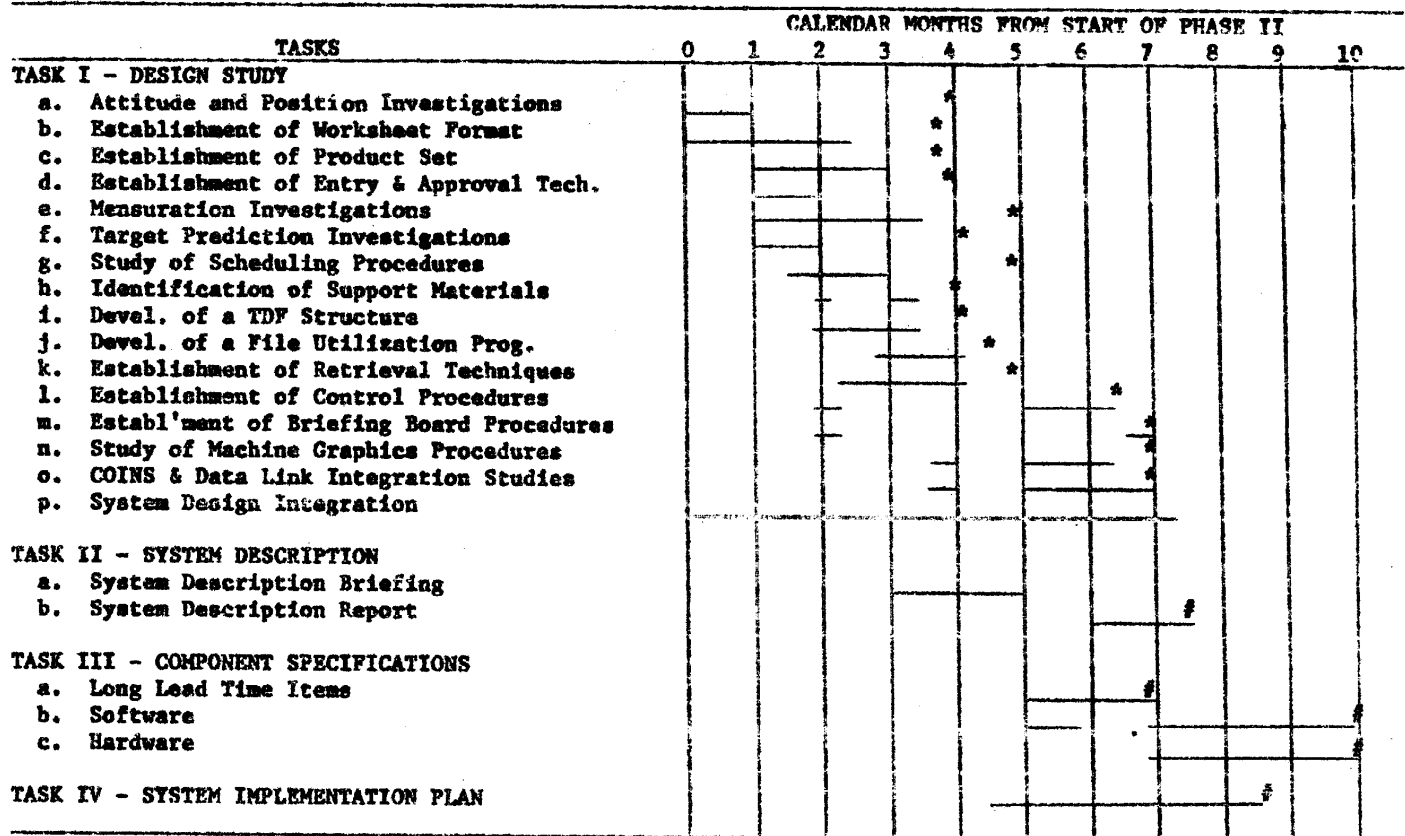 CALENDAR MONTHS FROM START OF PHASE II
TASKS 0 1 2 3 4 5 6 7 8 9 10
TASK I - DESIGN STUDY
a. Attitude and Position Investigations *
b. Establishment of Worksheet Format *
c. Establishment of Product Set *
d. Establishment of Entry & Approval Tech. *
e. Mensuration Investigations *
f. Target Prediction Investigations *
g. Study of Scheduling Procedures *
h. Identification of Support Materials *
i. Devel. of a TDF Structure *
j. Devel. of a File Utilization Prog. *
k. Establishment of Retrieval Techniques *
l. Establishment of Control Procedures *
m. Establ'ment of Briefing Board Procedures *
n. Study of Machine Graphics Procedures *
o. COINS & Data Link Integration Studies *
p. System Design Integration
TASK II - SYSTEM DESCRIPTION
a. System Description Briefing
b. System Description Report #
TASK III - COMPONENT SPECIFICATIONS
a. Long Lead Time Items #
b. Software #
c. Hardware #
TASK IV - SYSTEM IMPLEMENTATION PLAN #